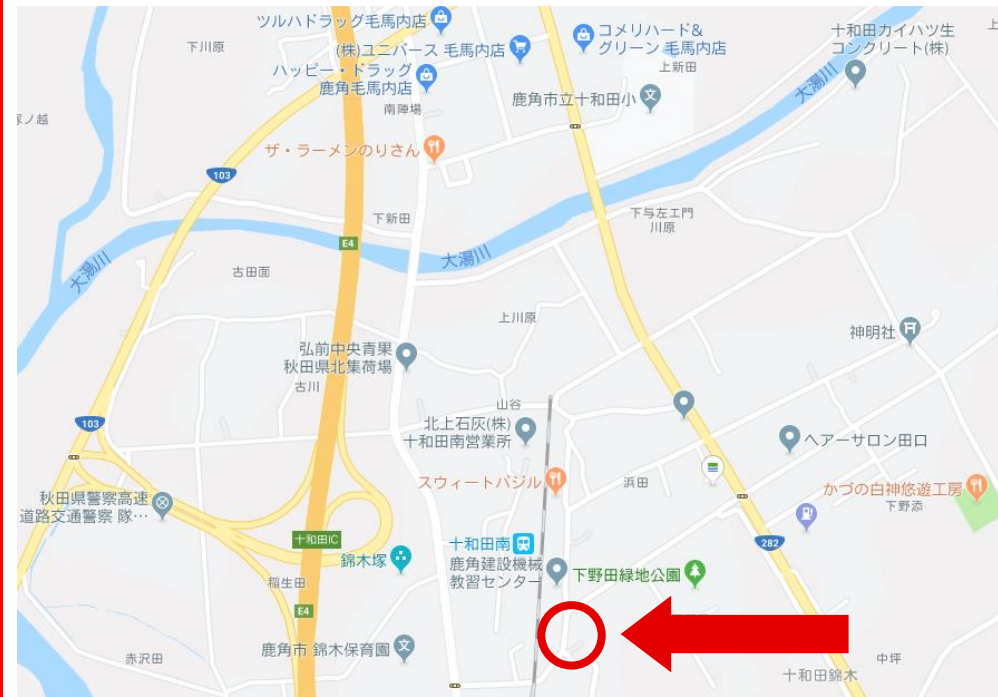 ツルハドラッグ毛馬内店
下川原
(株)ユニバース 毛馬内店
ハッピー・ドラッグ
鹿角毛馬内店
南陣場
コメリハード&
グリーン毛馬内店
上新田
十和田カイハツ生
コンクリート(株)
大湯川
鹿角市立十和田小
ザ・ラーメンのりさん
103
下新田
下与左エ門
川原
E4
大湯川
大湯川
古田面
上川原
神明社
弘前中央青果
秋田県北集荷場
古川
山谷
103
北上石灰(株)
十和田南営業所
ヘアーサロン田口
スウィートバジル
浜田
かづの白神悠遊工房
下野添
秋田県警察高速
道路交通警察 隊…
十和田IC
錦木塚
十和田南
鹿角建設機械
教習センター
282
下野田緑地公園
稲生田
E4
鹿角市 錦木保育園
赤沢田
中坪
十和田錦木